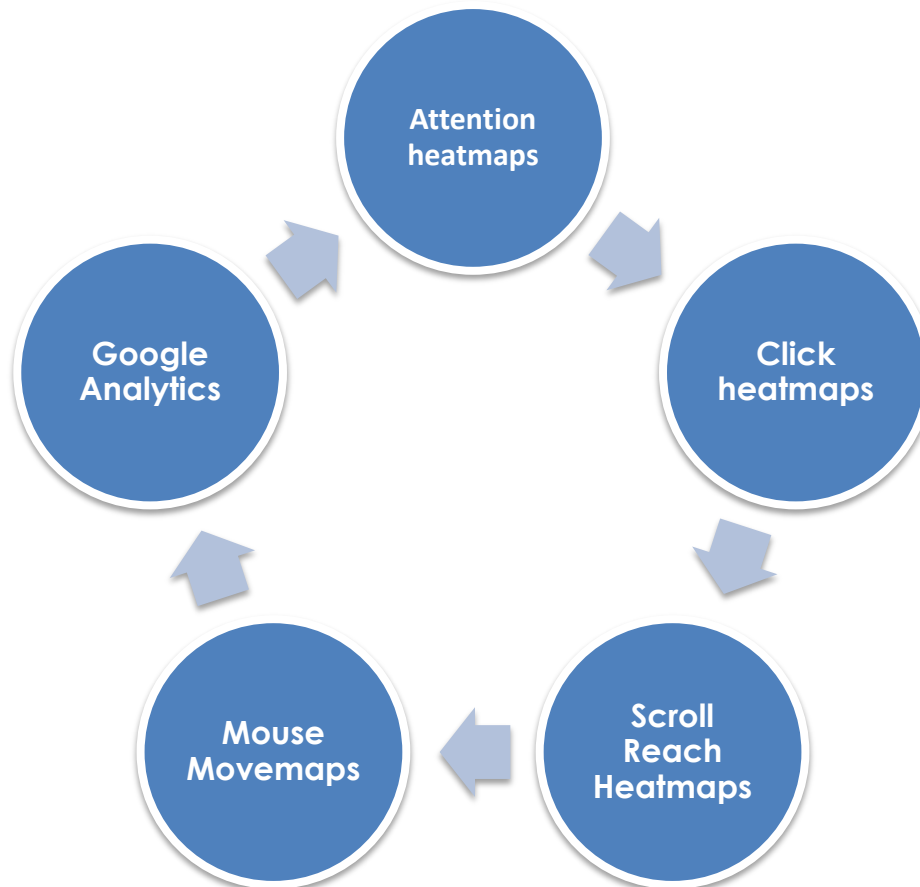 Attention
heatmaps
Click
heatmaps
Scroll
Reach
Heatmaps
Mouse
Movemaps
Google
Analytics